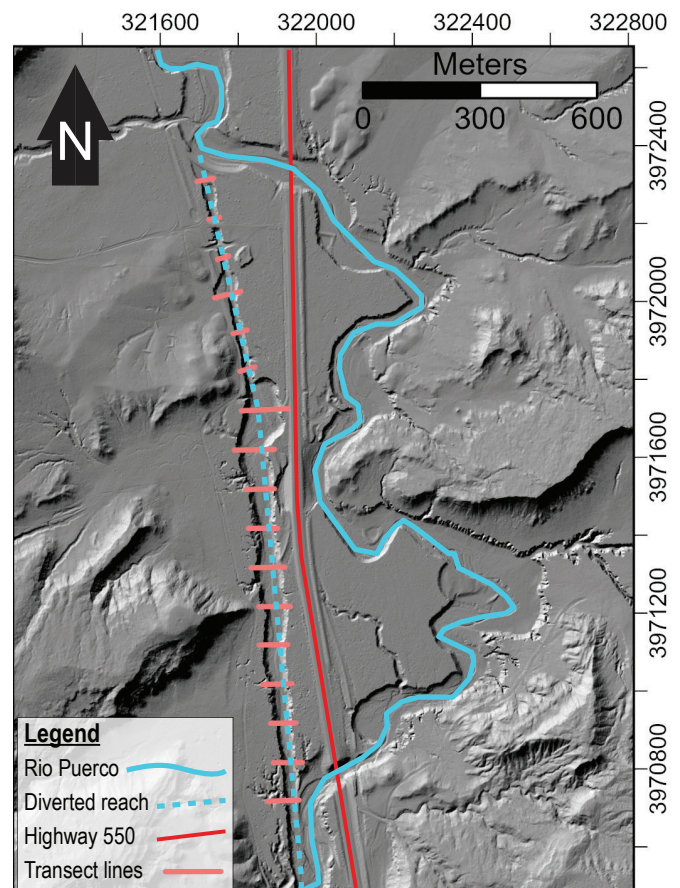 321600 322000 322400 322800
Meters
0 300 600
N
3972400
3972000
3971600
3971200
3970800
Legend
Rio Puerco
Diverted reach
Highway 550
Transect lines